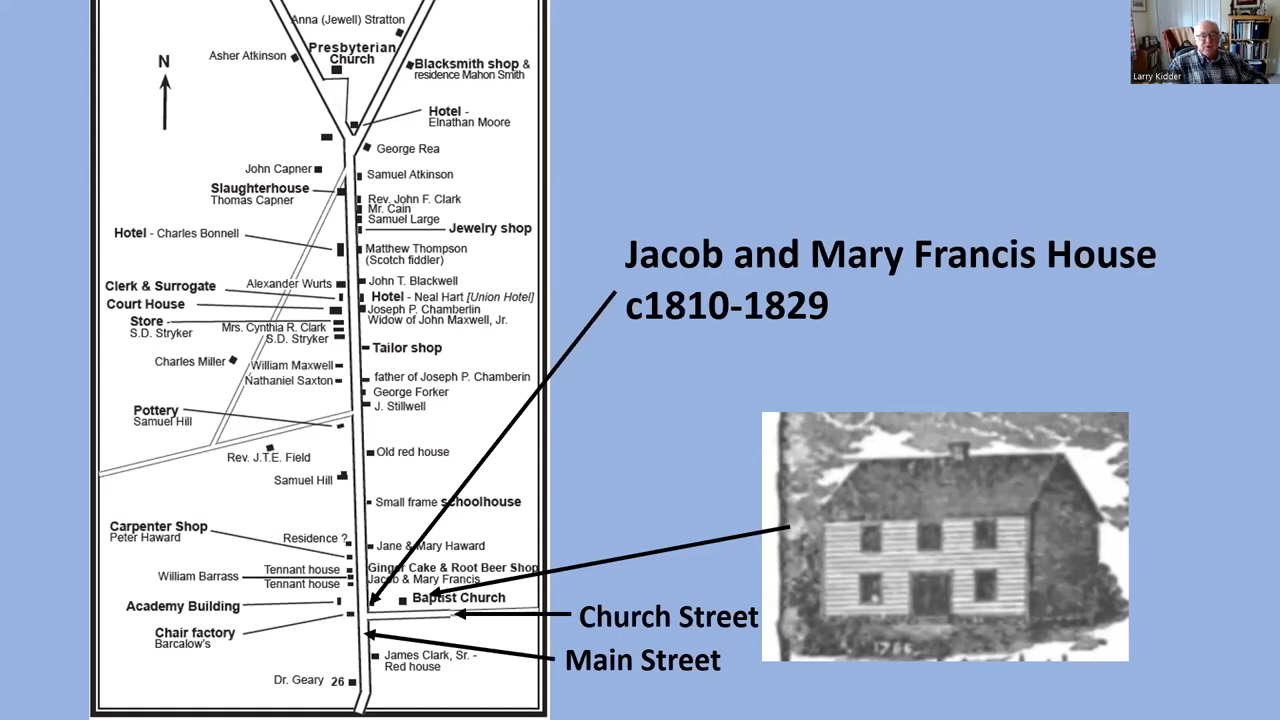 Anna (Jewell) Stratton
Asher Atkinson
Presbyterian
Church
Blacksmith shop &
residence Mahon Smith
N
Hotel -
Elnathan Moore
George Rea
John Capner
Samuel Atkinson
Slaughterhouse
Thomas Capner
Rev. John F. Clark
Mr. Cain
Samuel Large
Jewelry shop
Hotel - Charles Bonnell
Matthew Thompson
(Scotch fiddler)
Clerk & Surrogate
Alexander Wurts
John T. Blackwell
Court House
Hotel - Neal Hart [Union Hotel]
Joseph P. Chamberlin
Widow of John Maxwell, Jr.
Store -
S.D. Stryker
Mrs. Cynthia R. Clark
S.D. Stryker
Tailor shop
Charles Miller
William Maxwell
Nathaniel Saxton
father of Joseph P. Chamberin
George Forker
J. Stillwell
Pottery
Samuel Hill
Rev. J.T.E. Field
Old red house
Samuel Hill
Small frame schoolhouse
Carpenter Shop
Peter Haward
Residence ?
Jane & Mary Haward
Ginger Cake & Root Beer Shop
Jacob & Mary Francis
William Barrass
Tennant house
Tennant house
Baptist Church
Academy Building
Chair factory
Barcalow's
James Clark, Sr. -
Red house
Dr. Geary 26
Jacob and Mary Francis House
c1810-1829
Church Street
Main Street
1766
Larry Kidder